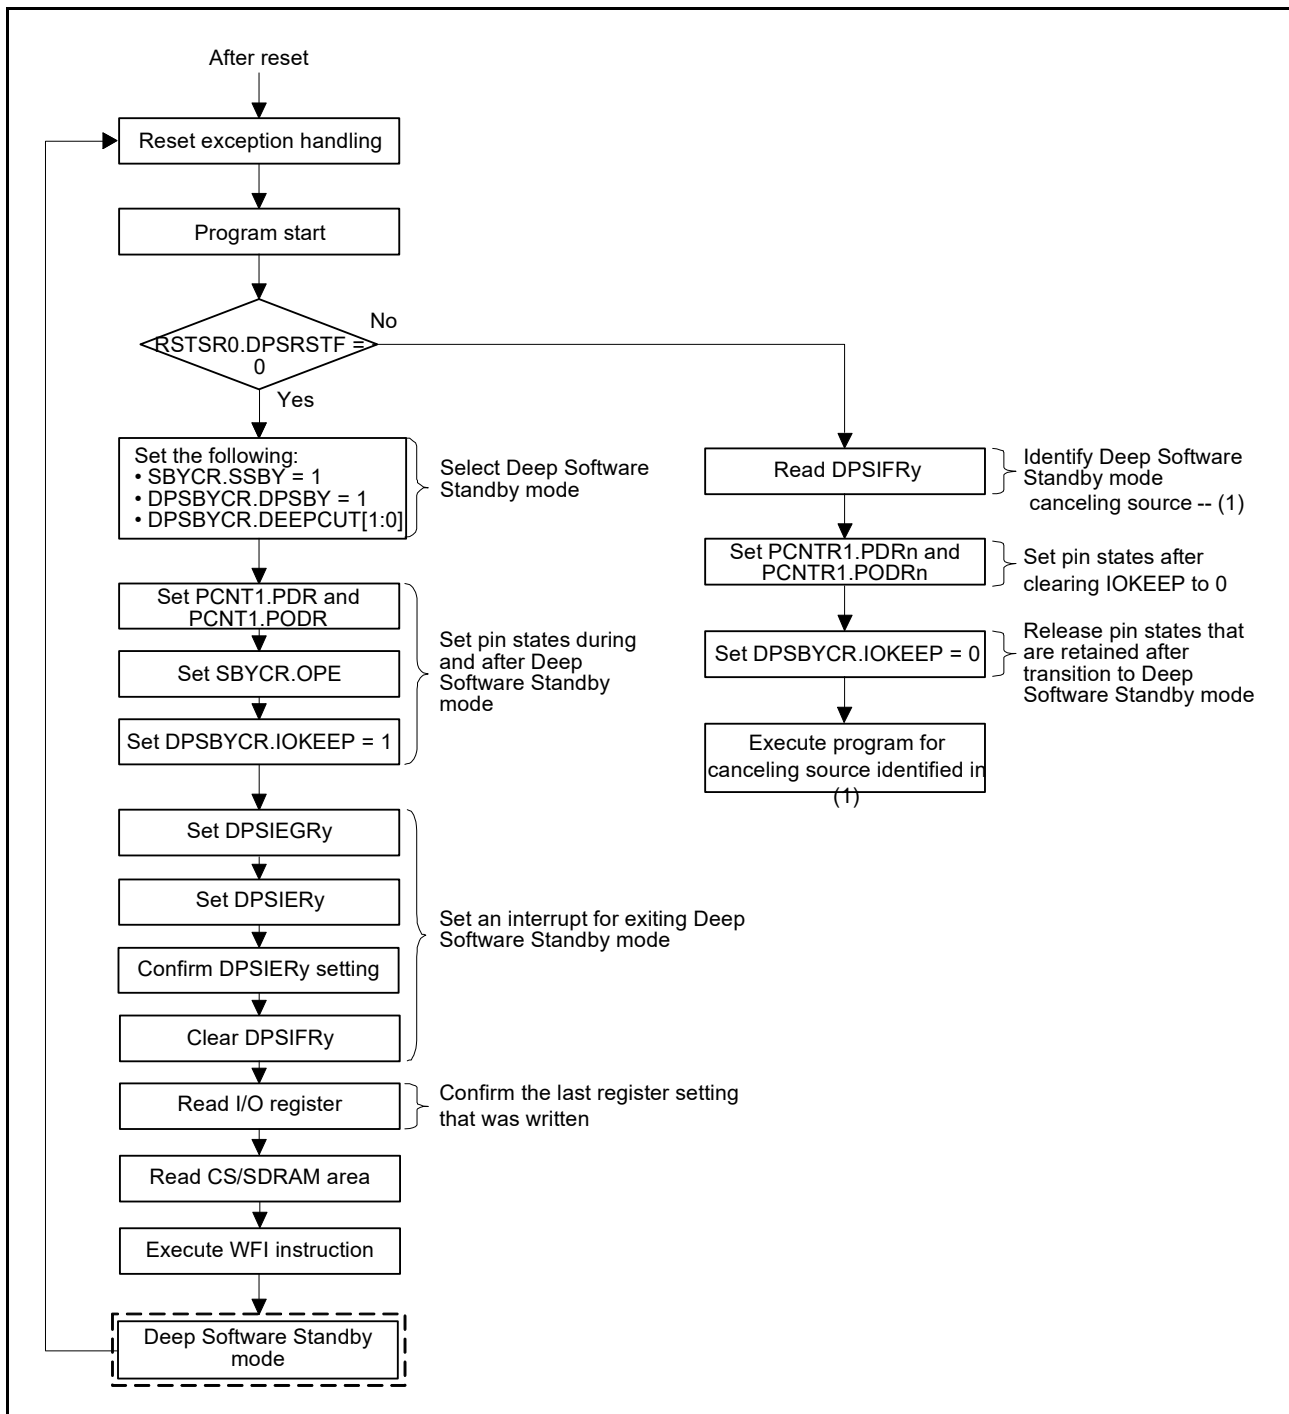 After reset
Reset exception handling
Program start
RSTSR0.DPSRSTF =
0
No
Yes
Set the following:
• SBYCR.SSBY = 1
• DPSBYCR.DPSBY = 1
• DPSBYCR.DEEPCUT[1:0]
Select Deep Software
Standby mode
Set PCNT1.PDR and
PCNT1.PODR
Set SBYCR.OPE
Set DPSBYCR.IOKEEP = 1
Set pin states during
and after Deep
Software Standby
mode
Set DPSIEGRy
Set DPSIERy
Confirm DPSIERy setting
Clear DPSIFRy
Set an interrupt for exiting Deep
Software Standby mode
Read I/O register
Confirm the last register setting
that was written
Read CS/SDRAM area
Execute WFI instruction
Deep Software Standby
mode
Read DPSIFRy
Identify Deep Software
Standby mode
canceling source -- (1)
Set PCNTR1.PDRn and
PCNTR1.PODRn
Set pin states after
clearing IOKEEP to 0
Set DPSBYCR.IOKEEP = 0
Release pin states that
are retained after
transition to Deep
Software Standby mode
Execute program for
canceling source identified in
(1)